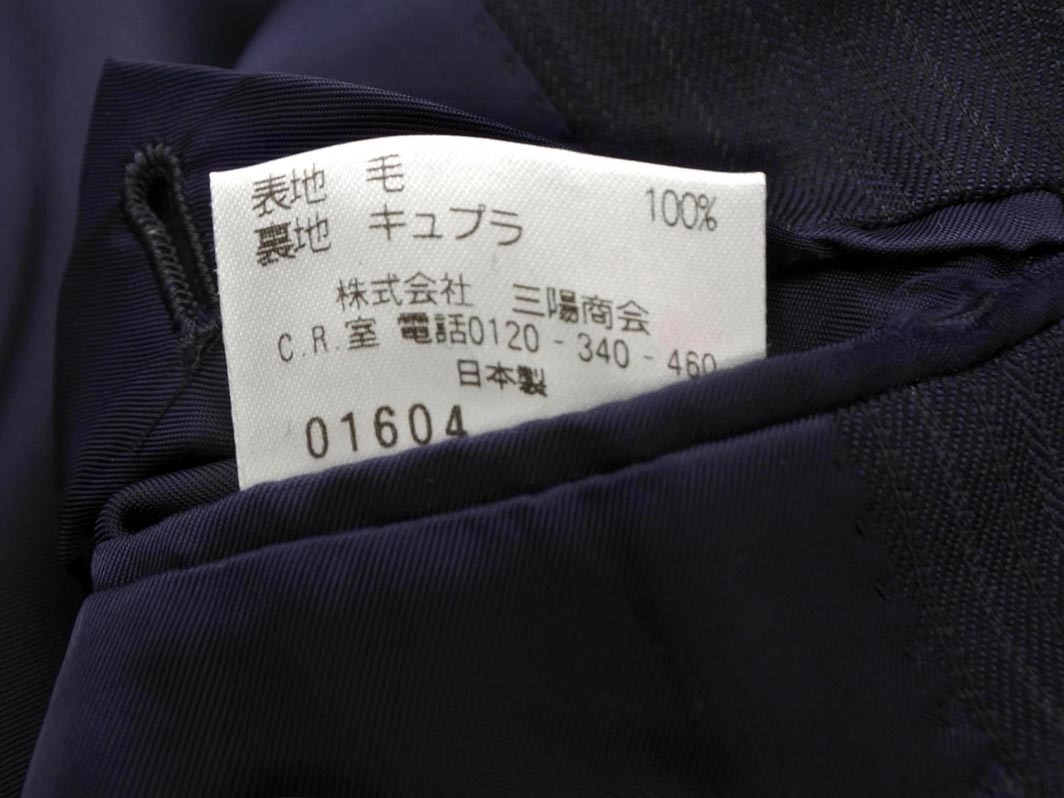 表地 毛 100%
裏地 キュプラ
株式会社 三陽商会
C.R.室 電話0120-340-460
日本製
01604